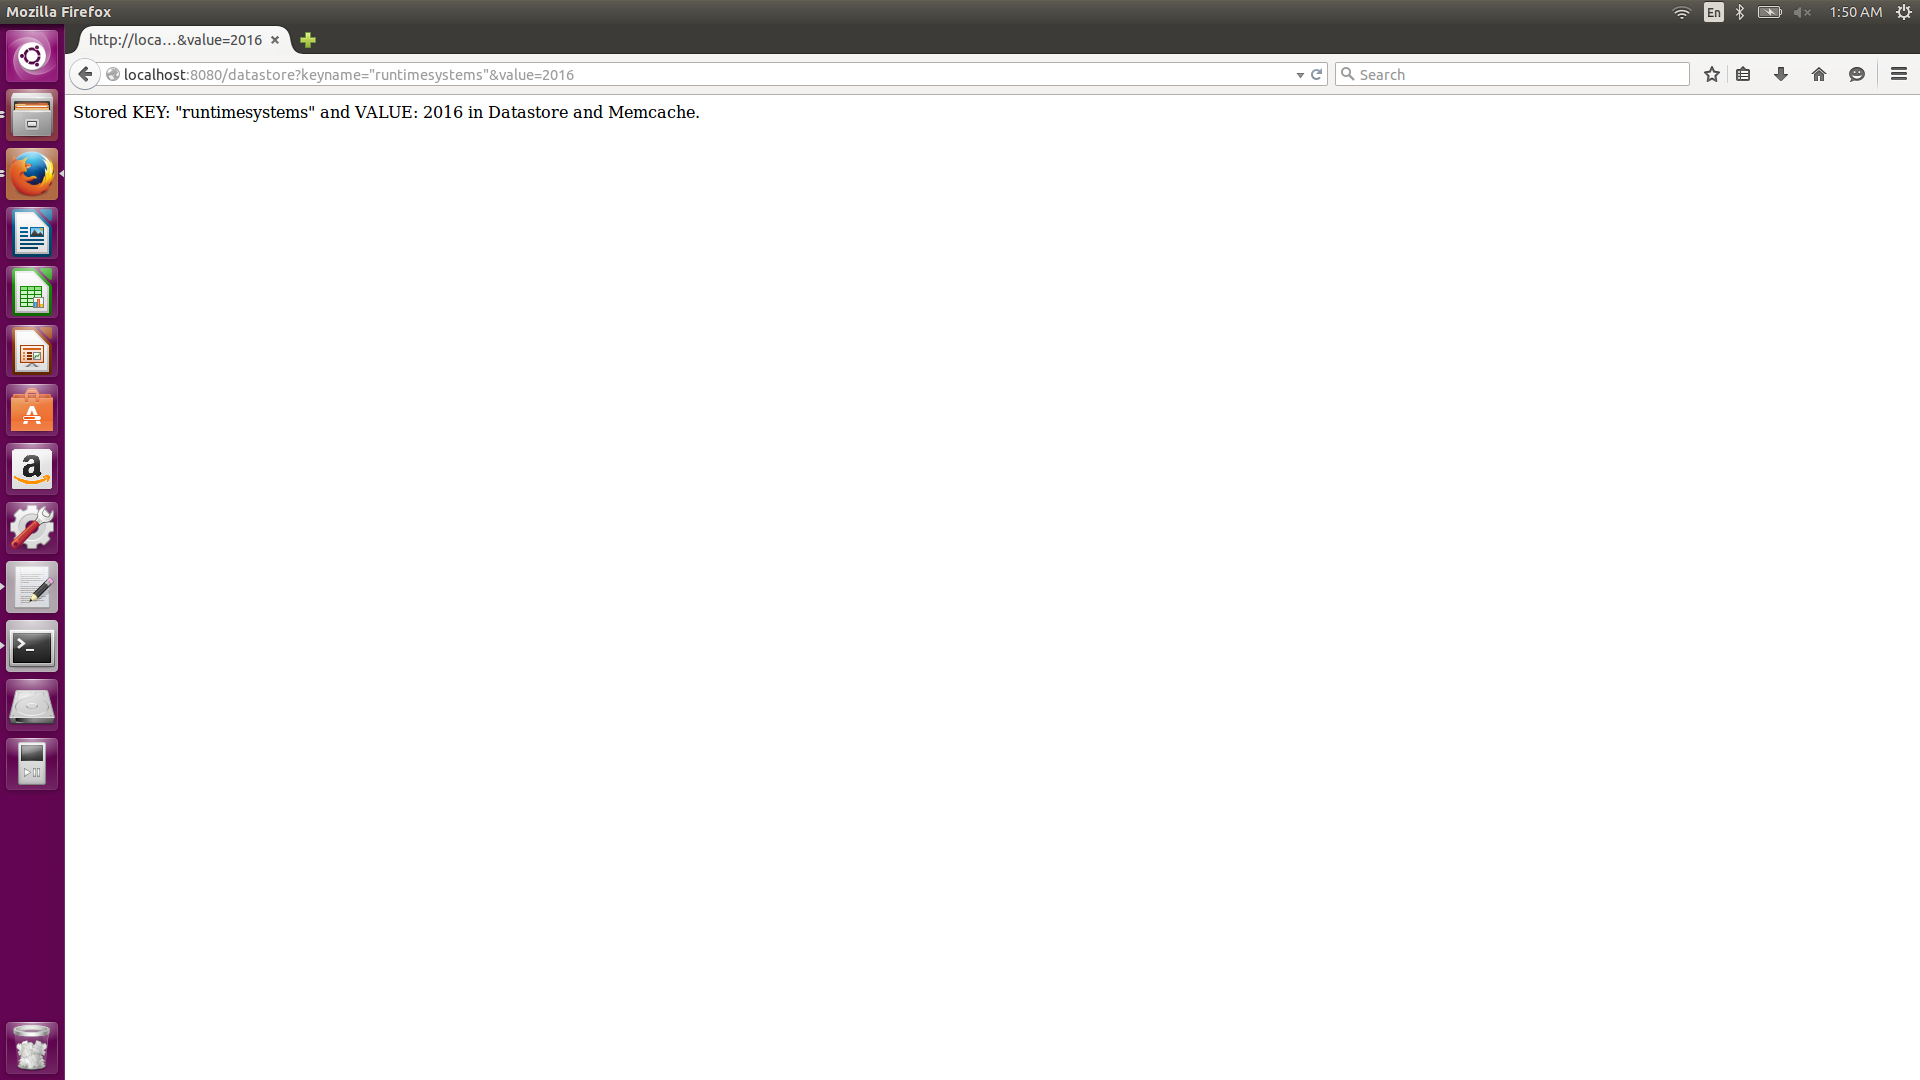 Mozilla Firefox
En
1:50 AM
http://loca...&value=2016
localhost:8080/datastore?keyname="runtimesystems"&value=2016
Search
Stored KEY: "runtimesystems" and VALUE: 2016 in Datastore and Memcache.